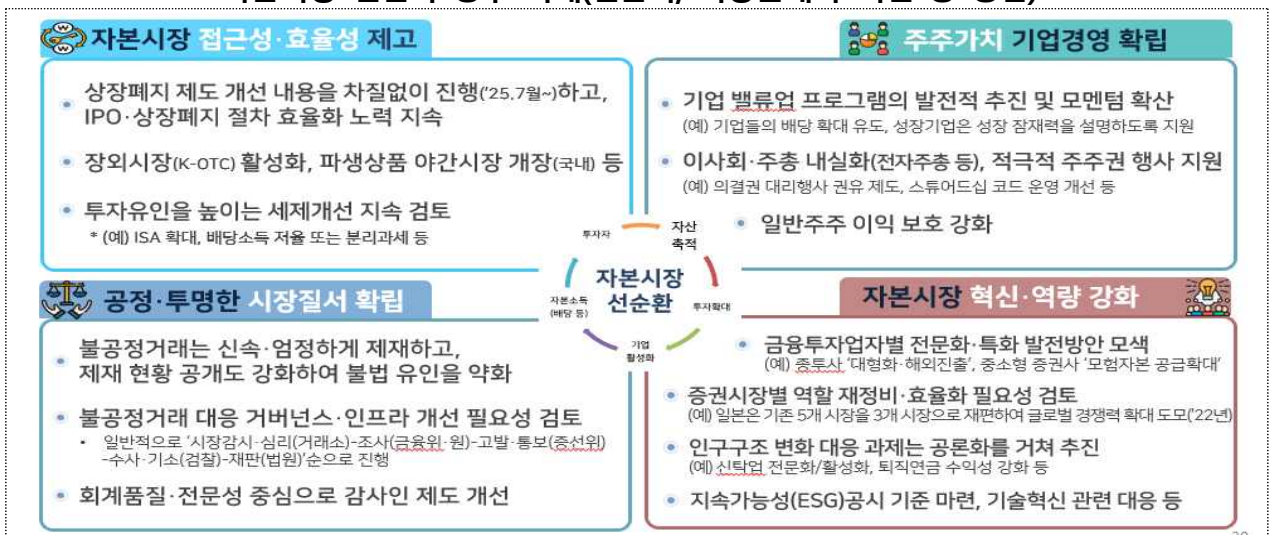 자본시장 접근성·효율성 제고
상장폐지 제도 개선 내용을 차질없이 진행('25.7월~)하고,
IPO·상장폐지 절차 효율화 노력 지속
장외시장(K-OTC) 활성화, 파생상품 야간시장 개장(국내) 등
투자유인을 높이는 세제개선 지속 검토
* (예) ISA 확대, 배당소득 저율 또는 분리과세 등
주주가치 기업경영 확립
기업 밸류업 프로그램의 발전적 추진 및 모멘텀 확산
(예) 기업들의 배당 확대 유도, 성장기업은 성장 잠재력을 설명하도록 지원
이사회·주총 내실화(전자주총 등), 적극적 주주권 행사 지원
(예) 의결권 대리행사 권유 제도, 스튜어드십 코드 운영 개선 등
일반주주 이익 보호 강화
투자자
자산
축적
자본시장
선순환
자본소득
(배당 등)
투자확대
기업
활성화
공정·투명한 시장질서 확립
불공정거래는 신속·엄정하게 제재하고,
제재 현황 공개도 강화하여 불법 유인을 약화
불공정거래 대응 거버넌스·인프라 개선 필요성 검토
• 일반적으로 '시장감시·심리(거래소)-조사(금융위·원)-고발·통보(증선위)
-수사·기소(검찰)-재판(법원)'순으로 진행
회계품질·전문성 중심으로 감사인 제도 개선
자본시장 혁신·역량 강화
금융투자업자별 전문화·특화 발전방안 모색
(예) 종투사 '대형화·해외진출', 중소형 증권사 '모험자본 공급확대'
증권시장별 역할 재정비·효율화 필요성 검토
(예) 일본은 기존 5개 시장을 3개 시장으로 재편하여 글로벌 경쟁력 확대 도모('22년)
인구구조 변화 대응 과제는 공론화를 거쳐 추진
(예) 신탁업 전문화/활성화, 퇴직연금 수익성 강화 등
지속가능성(ESG)공시 기준 마련, 기술혁신 관련 대응 등